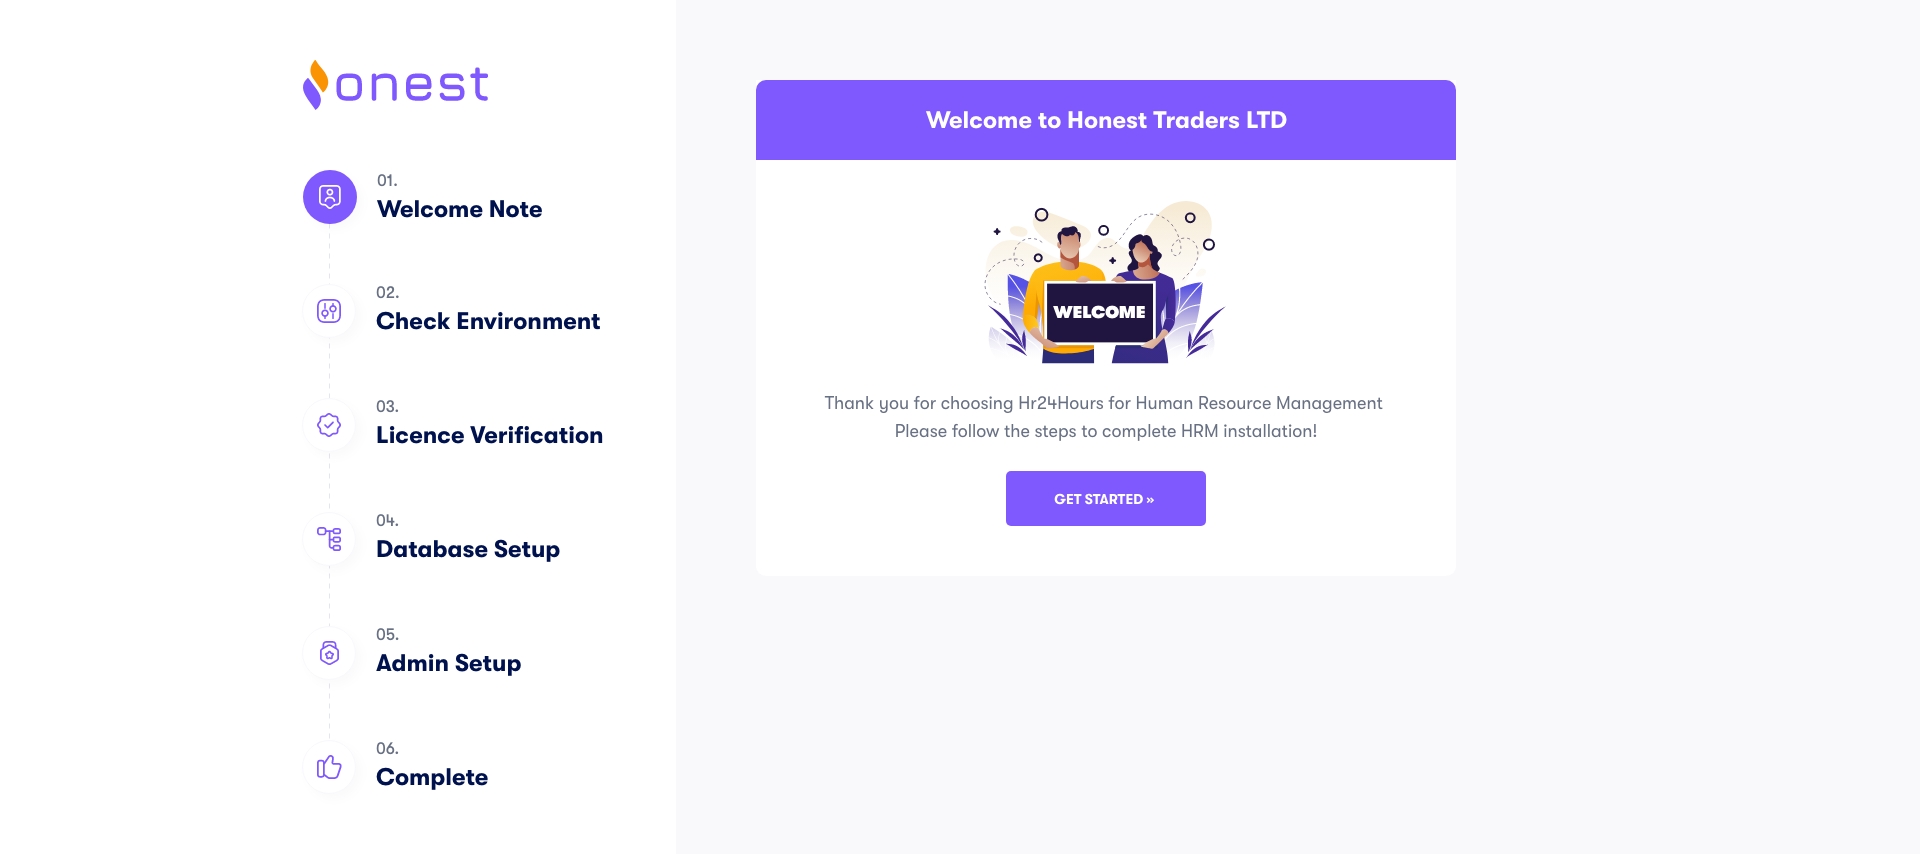 onest
01.
Welcome Note
02.
Check Environment
03.
Licence Verification
04.
Database Setup
05.
Admin Setup
06.
Complete
Welcome to Honest Traders LTD
WELCOME
Thank you for choosing Hr24Hours for Human Resource Management
Please follow the steps to complete HRM installation!
GET STARTED »